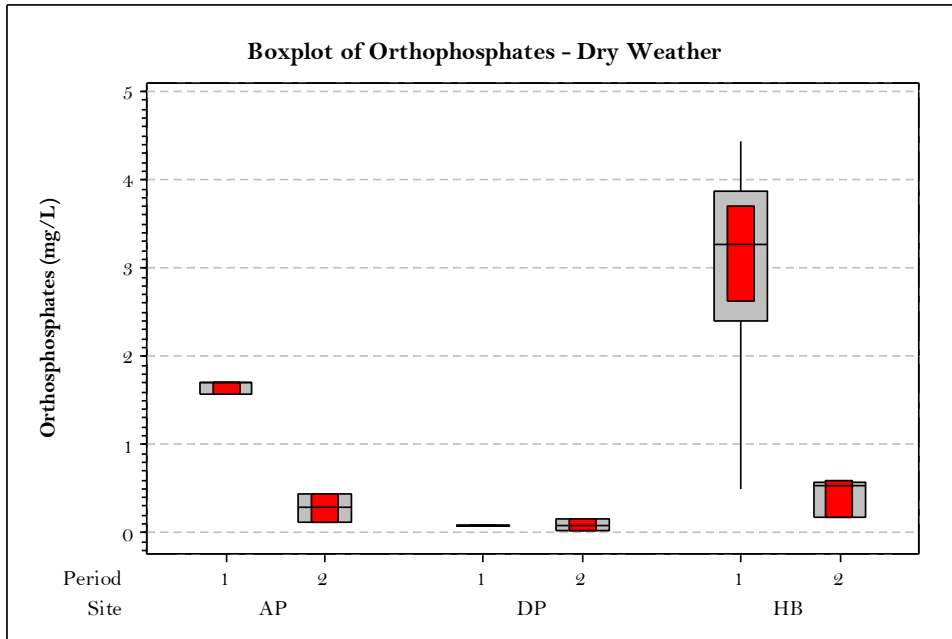 Boxplot of Orthophosphates - Dry Weather
Orthophosphates (mg/L)
5
4
3
2
1
0
Period 1 2 1 2 1 2
Site AP DP HB